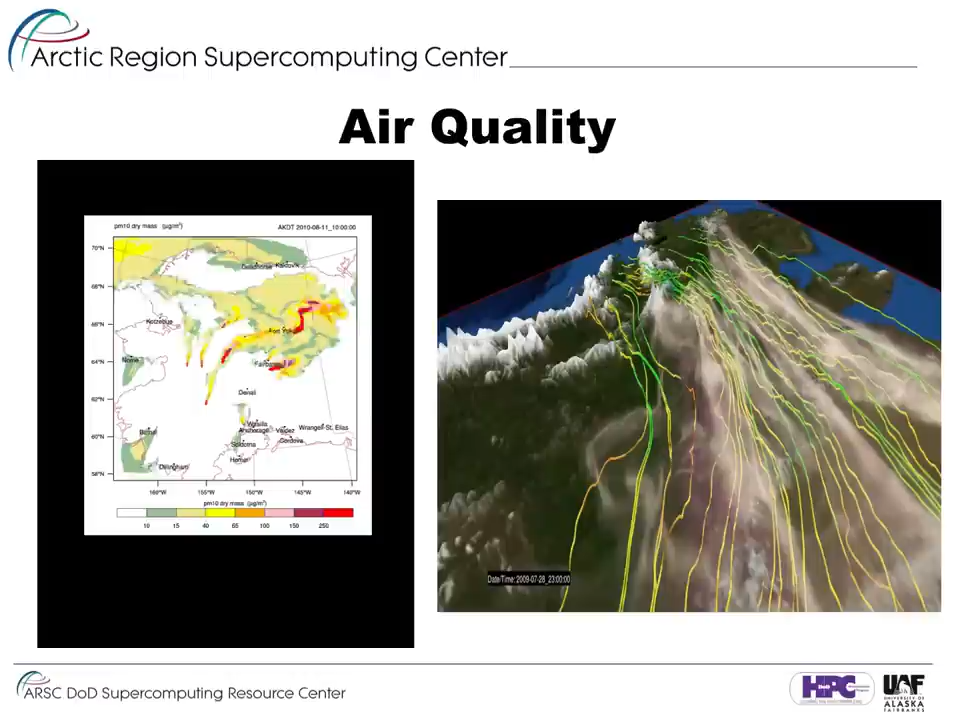 Arctic Region Supercomputing Center
Air Quality
pm10 dry mass (µg/m³) AKDT 2010-08-11_10:00:00
70°N
68°N
66°N
64°N
62°N
60°N
58°N
Kaktovik
Kotzebue
Fort
Nome
Fairbanks
Denali
Wasilla
Anchorage Valdez Wrangell-St. Elias
Bethel
Soldotna Cordova
Homer
Dillingham
160°W 155°W 150°W 145°W 140°W
pm10 dry mass (µg/m³)
10 15 40 65 100 150 250
Date/Time: 2009-07-28_23:00:00
ARSC DoD Supercomputing Resource Center
HPC
UAF
UNIVERSITY OF
ALASKA
FAIRBANKS